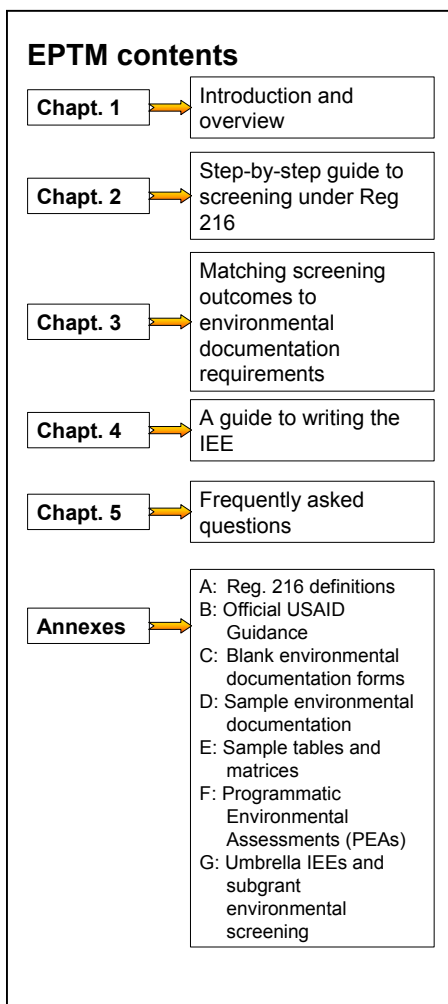 EPTM contents
Chapt. 1
Introduction and
overview
Chapt. 2
Step-by-step guide to
screening under Reg
216
Chapt. 3
Matching screening
outcomes to
environmental
documentation
requirements
Chapt. 4
A guide to writing the
IEE
Chapt. 5
Frequently asked
questions
Annexes
A: Reg. 216 definitions
B: Official USAID
Guidance
C: Blank environmental
documentation forms
D: Sample environmental
documentation
E: Sample tables and
matrices
F: Programmatic
Environmental
Assessments (PEAs)
G: Umbrella IEEs and
subgrant
environmental
screening